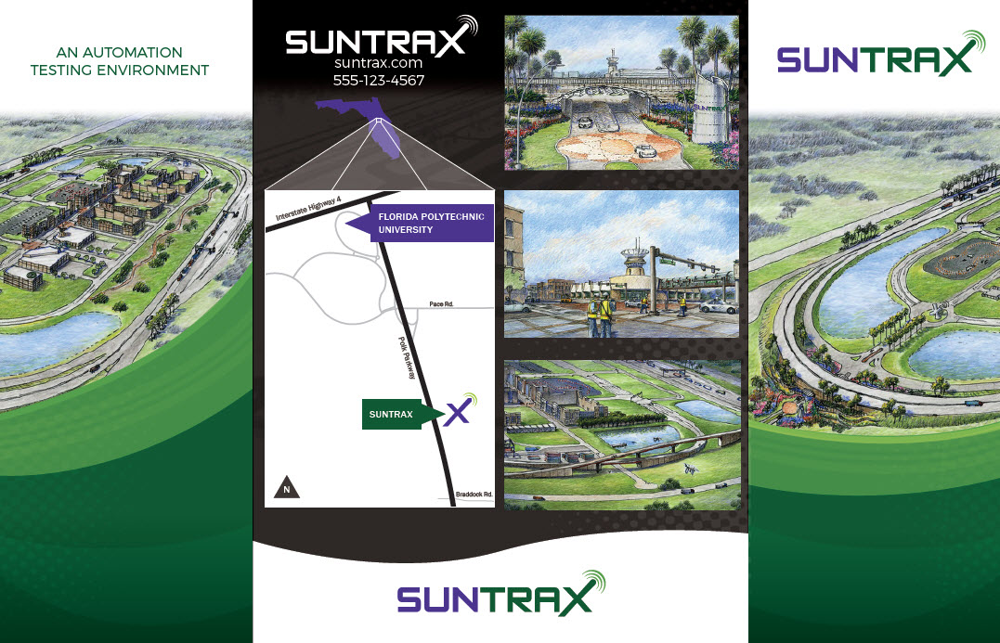 AN AUTOMATION
TESTING ENVIRONMENT
SUNTRAX
suntrax.com
555-123-4567
SUNTRAX
Interstate Highway 4
FLORIDA POLYTECHNIC
UNIVERSITY
Pace Rd.
Polk Parkway
SUNTRAX
X
Braddock Rd.
N
SUNTRAX
SUNTRAX